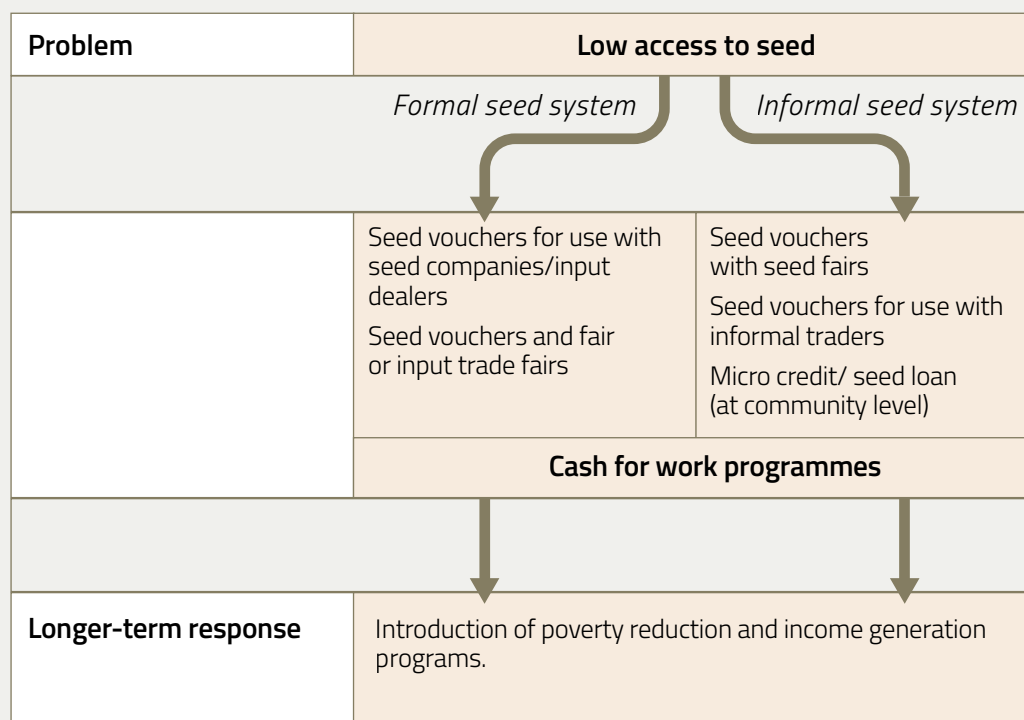 Problem
Low access to seed
Formal seed system
Informal seed system
Seed vouchers for use with
seed companies/input
dealers
Seed vouchers and fair
or input trade fairs
Seed vouchers
with seed fairs
Seed vouchers for use with
informal traders
Micro credit/ seed loan
(at community level)
Cash for work programmes
Longer-term response
Introduction of poverty reduction and income generation
programs.